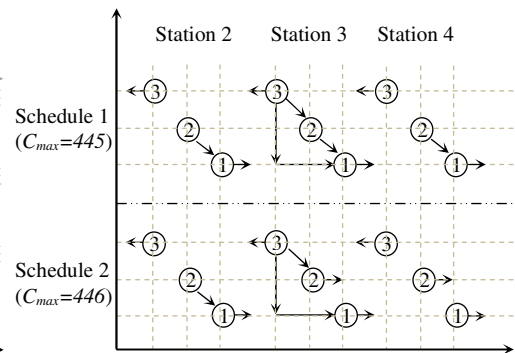 Station 2 Station 3 Station 4
3 3 3
Schedule 1
(Cmax=445)
2 2 2
1 1 1
3 3 3
Schedule 2
(Cmax=446)
2 2 2
1 1 1